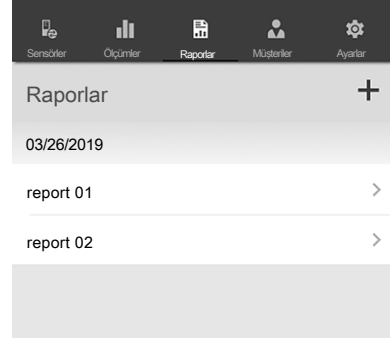 Sensörler Ölçümler Raporlar Müşteriler Ayarlar
Raporlar
03/26/2019
report 01
report 02